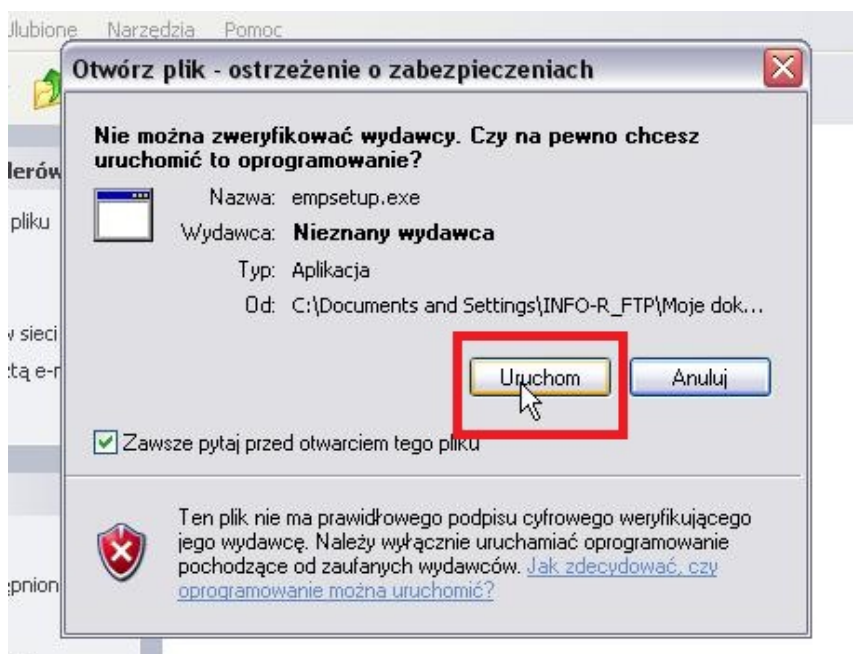 Ulubione Narzędzia Pomoc
Otwórz plik - ostrzeżenie o zabezpieczeniach
Nie można zweryfikować wydawcy. Czy na pewno chcesz
uruchomić to oprogramowanie?
Nazwa: empsetup.exe
pliku
Wydawca: Nieznany wydawca
Typ: Aplikacja
Od: C:\Documents and Settings\INFO-R_FTP\Moje dok...
sieci
Uruchom Anuluj
Zawsze pytaj przed otwarciem tego pliku
Ten plik nie ma prawidłowego podpisu cyfrowego weryfikującego
jego wydawcę. Należy wyłącznie uruchamiać oprogramowanie
pochodzące od zaufanych wydawców. Jak zdecydować, czy
oprogramowanie można uruchomić?